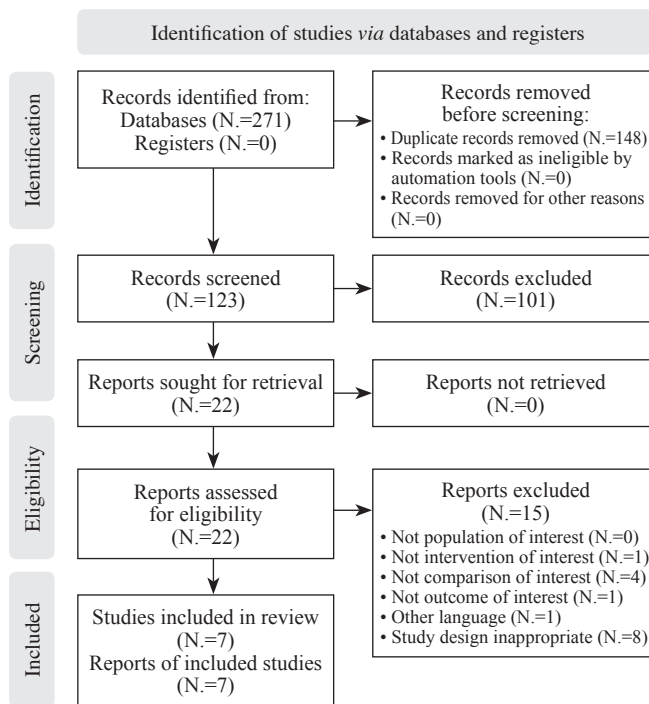 Identification of studies via databases and registers
Identification
Records identified from:
Databases (N.=271)
Registers (N.=0)
Records removed
before screening:
• Duplicate records removed (N.=148)
• Records marked as ineligible by
automation tools (N.=0)
• Records removed for other reasons
(N.=0)
Screening
Records screened
(N.=123)
Records excluded
(N.=101)
Reports sought for retrieval
(N.=22)
Reports not retrieved
(N.=0)
Eligibility
Reports assessed
for eligibility
(N.=22)
Reports excluded
(N.=15)
• Not population of interest (N.=0)
• Not intervention of interest (N.=1)
• Not comparison of interest (N.=4)
• Not outcome of interest (N.=1)
• Other language (N.=1)
• Study design inappropriate (N.=8)
Included
Studies included in review
(N.=7)
Reports of included studies
(N.=7)